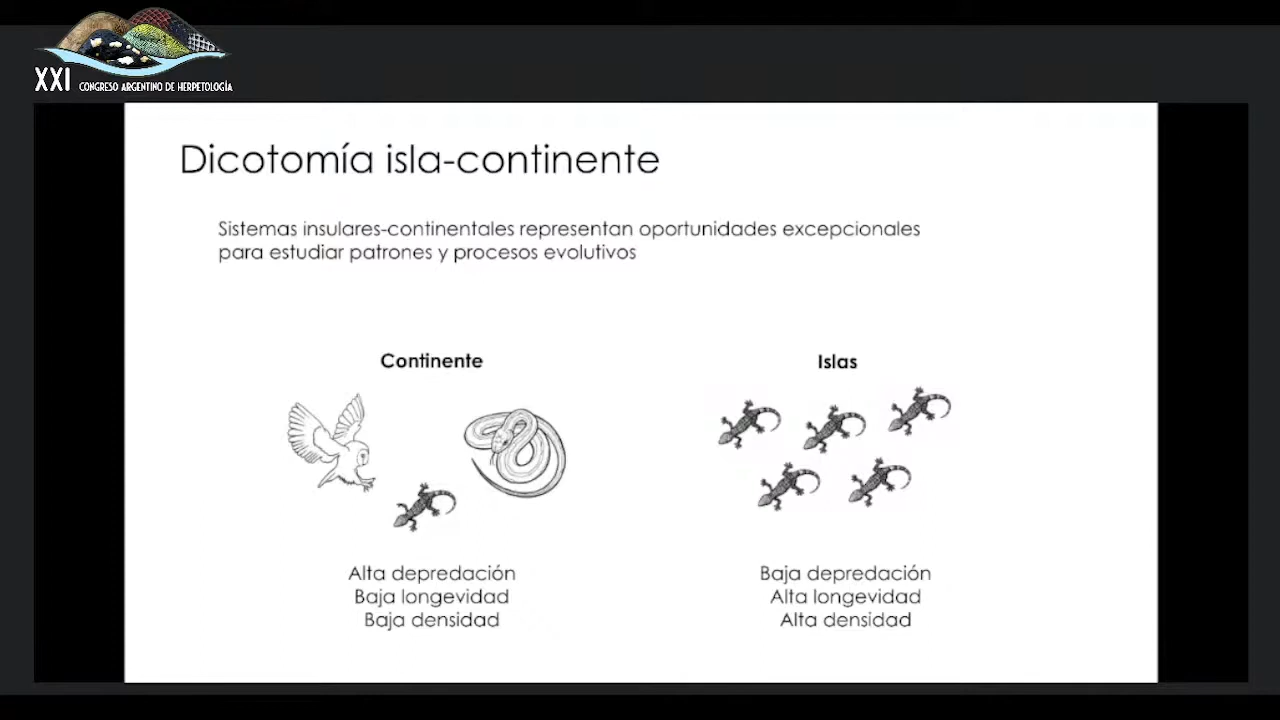 XXI CONGRESO ARGENTINO DE HERPETOLOGÍA
Dicotomía isla-continente
Sistemas insulares-continentales representan oportunidades excepcionales
para estudiar patrones y procesos evolutivos
Continente
Islas
Alta depredación
Baja longevidad
Baja densidad
Baja depredación
Alta longevidad
Alta densidad